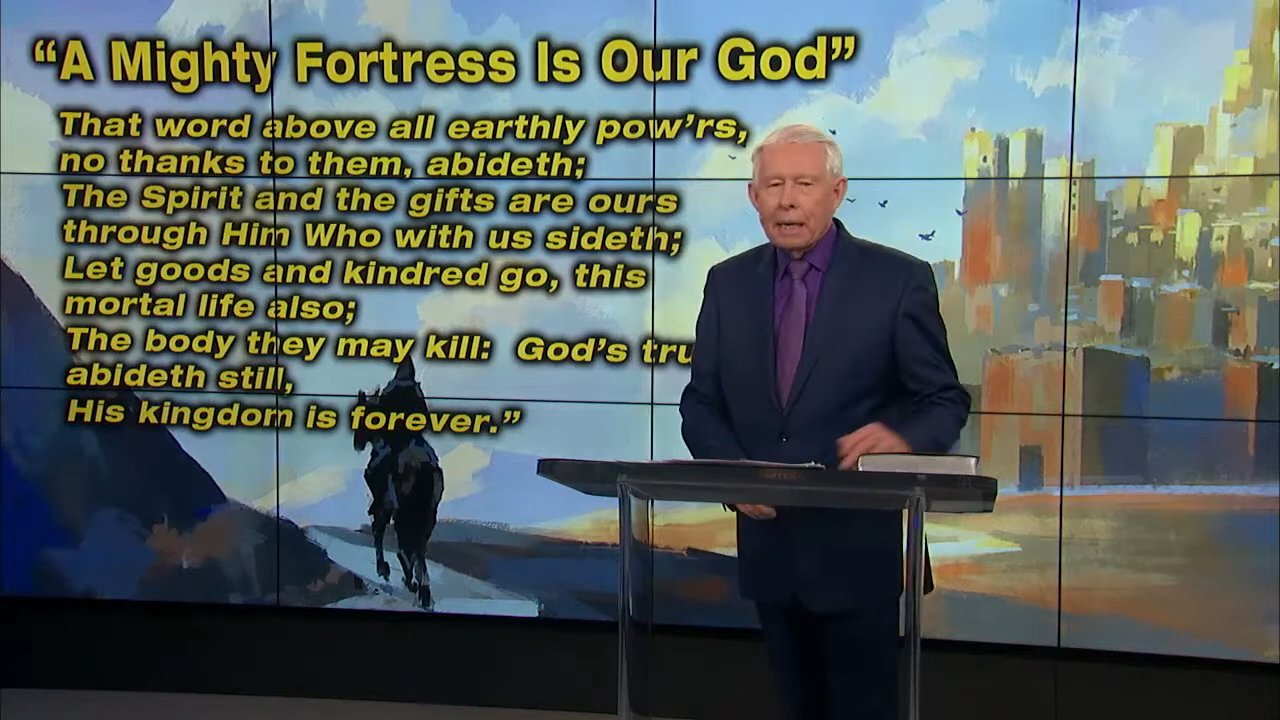 “A Mighty Fortress Is Our God”
That word above all earthly pow’rs,
no thanks to them, abideth;
The Spirit and the gifts are ours
through Him Who with us sideth;
Let goods and kindred go, this
mortal life also;
The body they may kill: God’s tru
abideth still,
His kingdom is forever.”